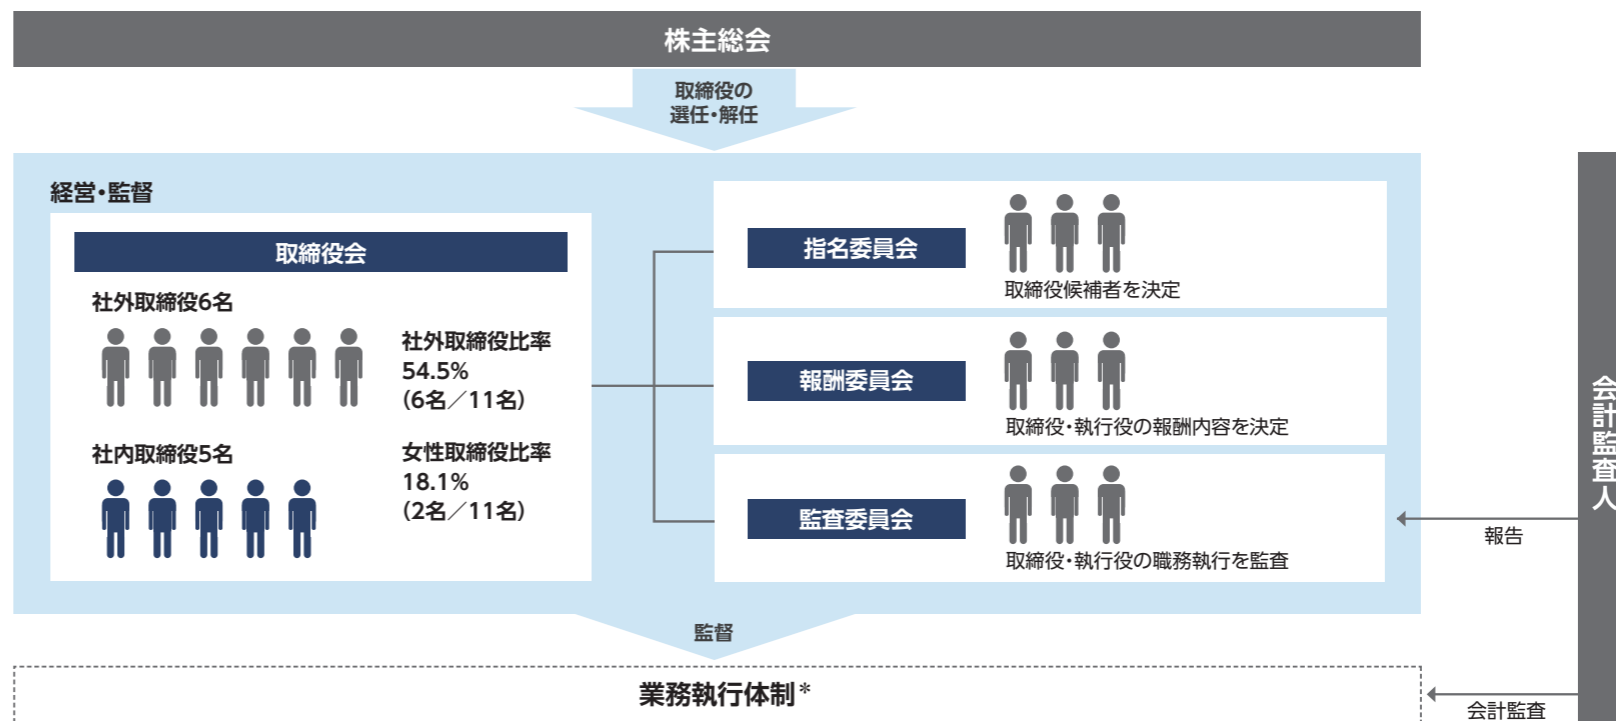 株主総会
取締役の
選任・解任
経営・監督
取締役会
社外取締役6名
社外取締役比率
54.5%
(6名／11名)
社内取締役5名
女性取締役比率
18.1%
(2名／11名)
指名委員会
取締役候補者を決定
報酬委員会
取締役・執行役の報酬内容を決定
監査委員会
取締役・執行役の職務執行を監査
報告
会計監査人
監督
業務執行体制*
会計監査